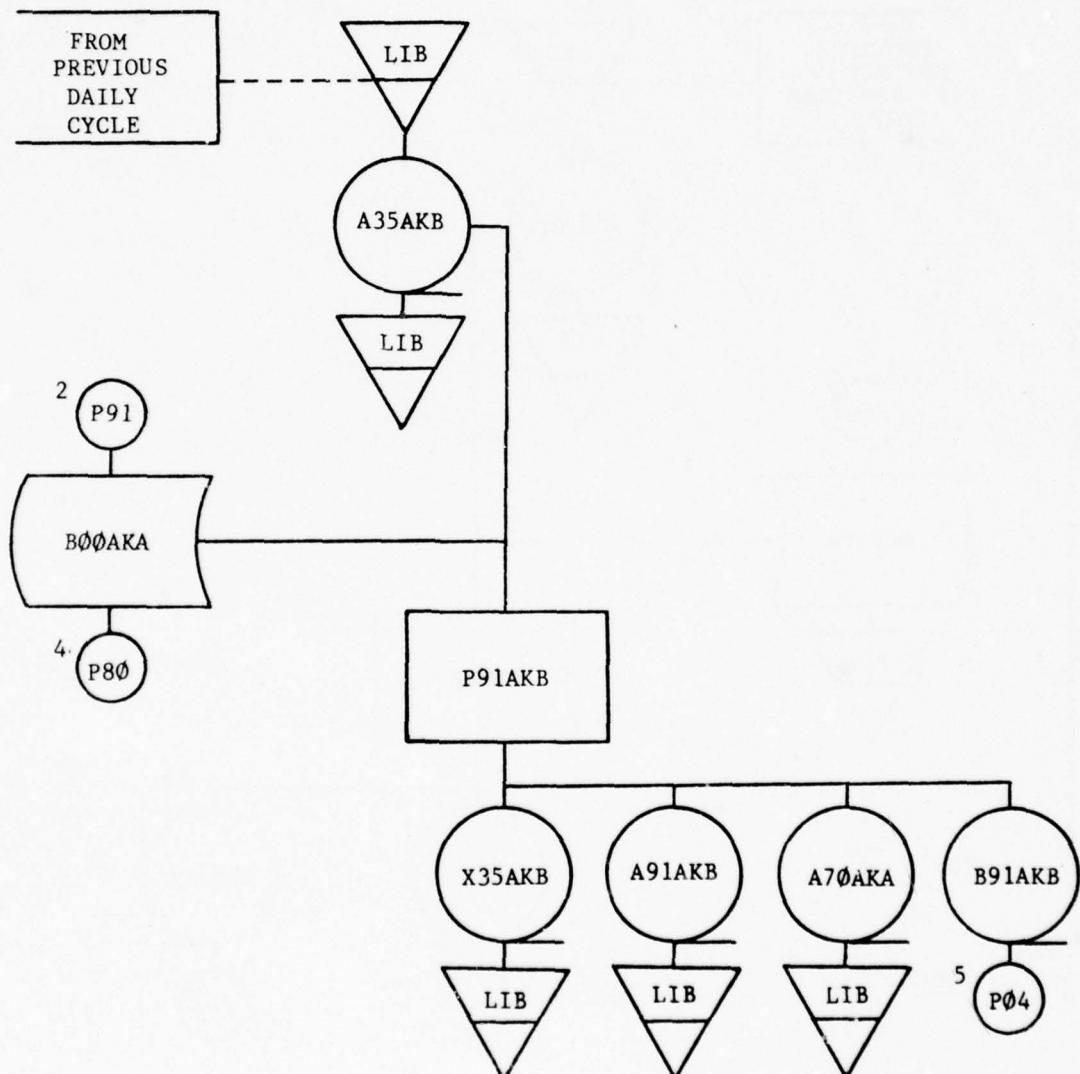 FROM
PREVIOUS
DAILY
CYCLE
LIB
A35AKB
LIB
2
P91
BØØAKA
4
P8Ø
P91AKB
X35AKB
A91AKB
A7ØAKA
B91AKB
LIB
LIB
LIB
5
PØ4